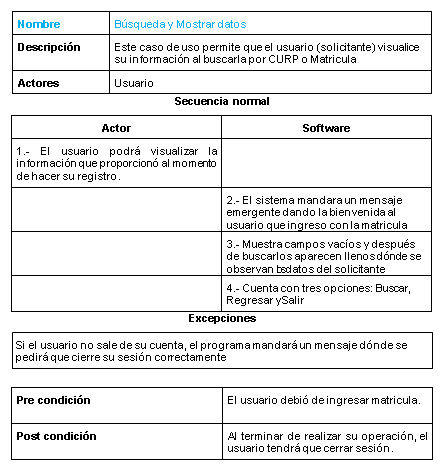 Nombre
Búsqueda y Mostrar datos
Descripción
Este caso de uso permite que el usuario (solicitante) visualice
su información al buscarla por CURP o Matricula
Actores
Usuario
Secuencia normal
Actor
Software
1.- El usuario podrá visualizar la
información que proporcionó al momento
de hacer su registro.
2.- El sistema mandara un mensaje
emergente dando la bienvenida al
usuario que ingreso con la matricula
3.- Muestra campos vacíos y después
de buscarlos aparecen llenos dónde se
observan bsdatos del solicitante
4.- Cuenta con tres opciones: Buscar,
Regresar ySalir
Excepciones
Si el usuario no sale de su cuenta, el programa mandará un mensaje dónde se
pedirá que cierre su sesión correctamente
Pre condición
El usuario debió de ingresar matricula.
Post condición
Al terminar de realizar su operación, el
usuario tendrá que cerrar sesión.